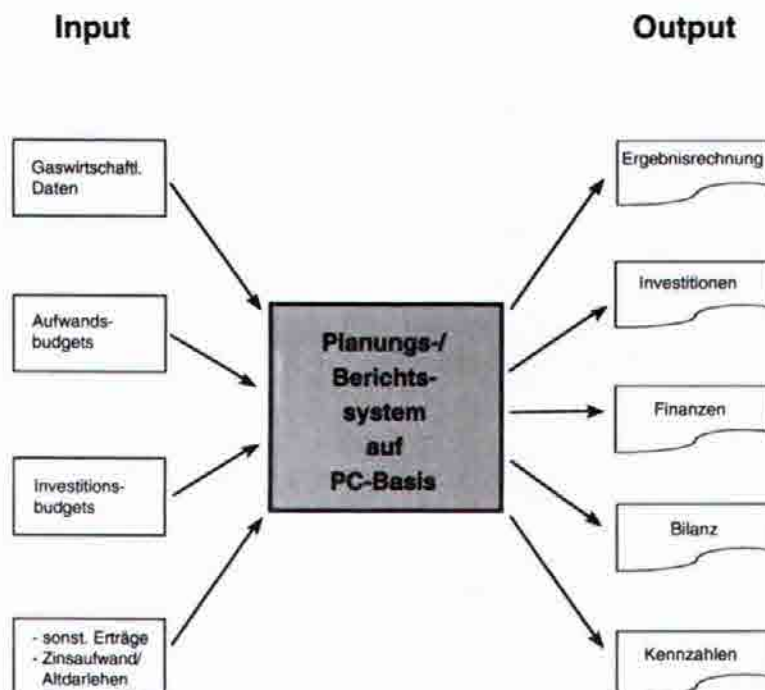 Input
Output
Gaswirtschaftl.
Daten
Aufwands-
budgets
Investitions-
budgets
- sonst. Erträge
- Zinsaufwand/
Altdarlehen
Planungs-/
Berichts-
system
auf
PC-Basis
Ergebnisrechnung
Investitionen
Finanzen
Bilanz
Kennzahlen